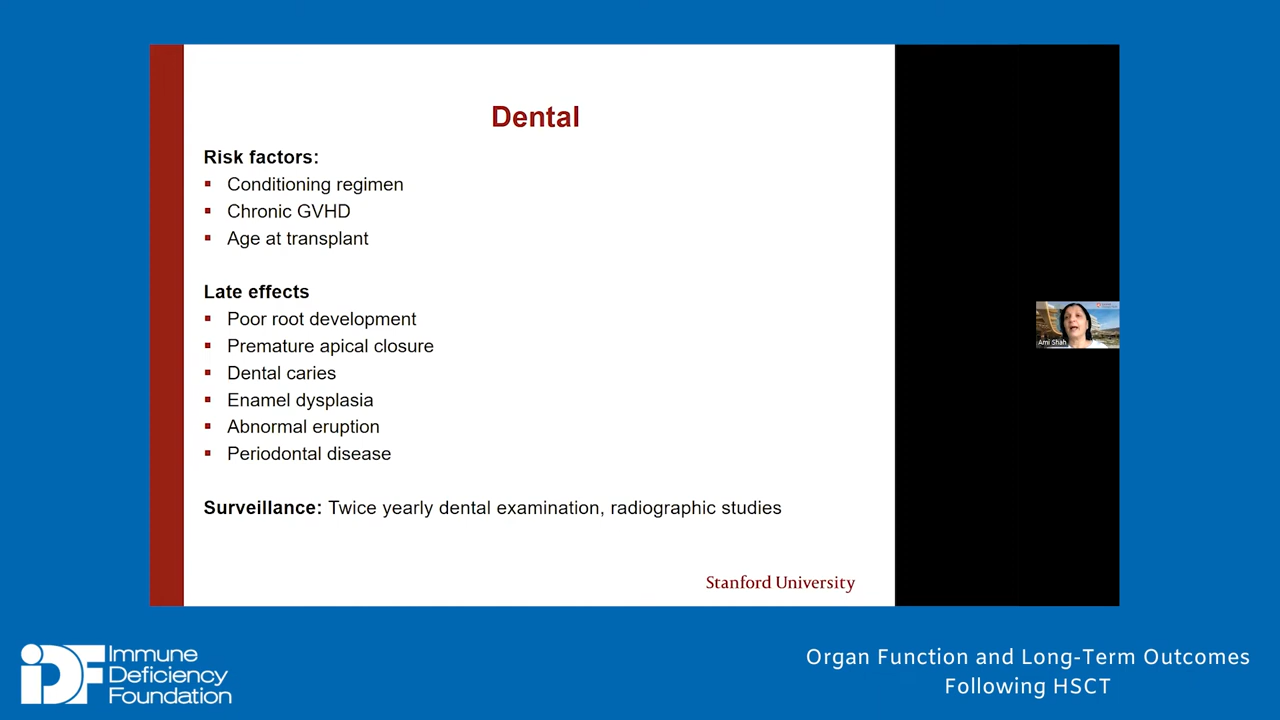 Dental
Risk factors:
Conditioning regimen
Chronic GVHD
Age at transplant
Late effects
Poor root development
Premature apical closure
Dental caries
Enamel dysplasia
Abnormal eruption
Periodontal disease
Surveillance: Twice yearly dental examination, radiographic studies
Stanford University
Ami Shah
IDF
Immune
Deficiency
Foundation
Organ Function and Long-Term Outcomes
Following HSCT